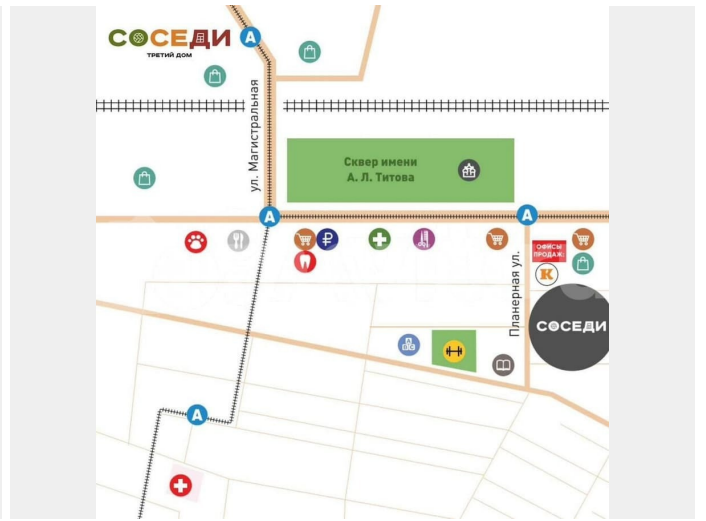 СОСЕДИ
ТРЕТИЙ ДОМ
А
ул. Магистральная
Сквер имени
А. Л. Титова
А
А
₽
ОФИСЫ
ПРОДАЖ:
К
Планерная ул.
СОСЕДИ
А